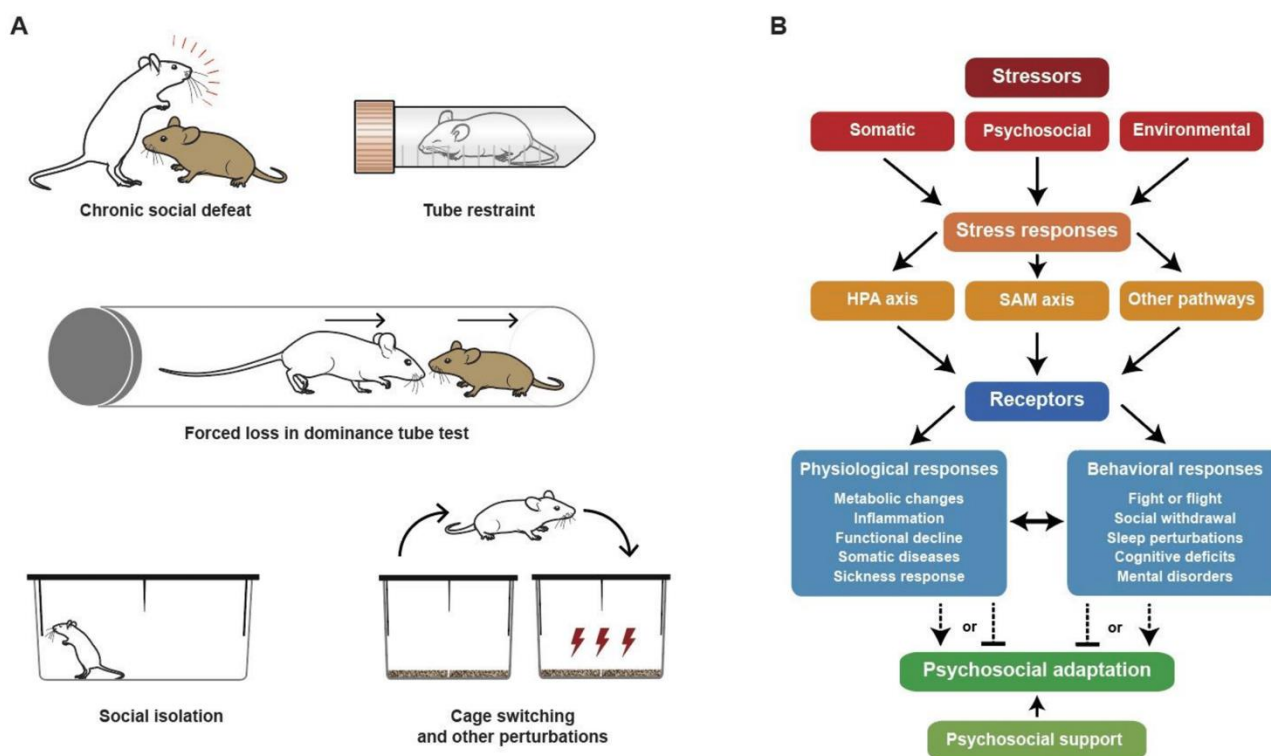 A
Chronic social defeat
Tube restraint
Forced loss in dominance tube test
Social isolation
Cage switching
and other perturbations
B
Stressors
Somatic
Psychosocial
Environmental
Stress responses
HPA axis
SAM axis
Other pathways
Receptors
Physiological responses
Metabolic changes
Inflammation
Functional decline
Somatic diseases
Sickness response
Behavioral responses
Fight or flight
Social withdrawal
Sleep perturbations
Cognitive deficits
Mental disorders
or
or
Psychosocial adaptation
Psychosocial support